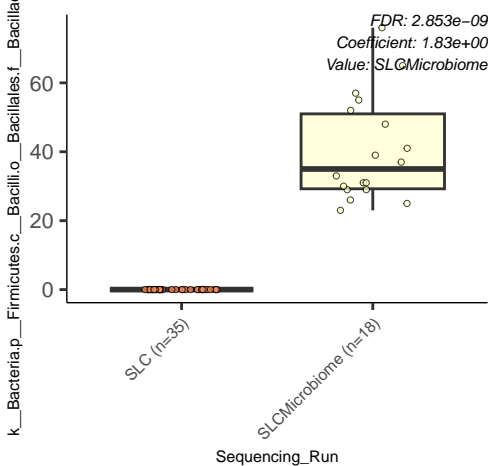 FDR: 2.853e−09
Coefficient: 1.83e+00
Value: SLCMicrobiome
k__Bacteria.p__Firmicutes.c__Bacilli.o__Bacillales.f__Bacillac
60
40
20
0
SLC (n=35)
SLCMicrobiome (n=18)
Sequencing_Run